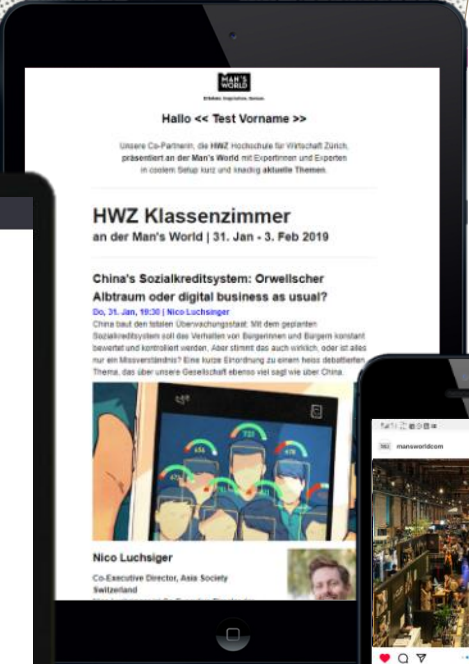 MAN'S
WORLD
Erlebnis. Inspiration. Genuss.
Hallo << Test Vorname >>
Unsere Co-Partnerin, die HWZ Hochschule für Wirtschaft Zürich,
präsentiert an der Man's World mit Expertinnen und Experten
in coolem Setup kurz und knackig aktuelle Themen.
HWZ Klassenzimmer
an der Man's World | 31. Jan - 3. Feb 2019
China's Sozialkreditsystem: Orwellscher
Albtraum oder digital business as usual?
Do, 31. Jan, 19:30 | Nico Luchsinger
China baut den totalen Überwachungsstaat: Mit dem geplanten
Sozialkreditsystem soll das Verhalten von Bürgerinnen und Bürgern konstant
bewertet und kontrolliert werden. Aber stimmt das auch wirklich, oder ist alles
nur ein Missverständnis? Eine kurze Einordnung zu einem heiss debattierten
Thema, das über unsere Gesellschaft ebenso viel sagt wie über China.
Nico Luchsiger
Co-Executive Director, Asia Society
Switzerland
mansworldcom